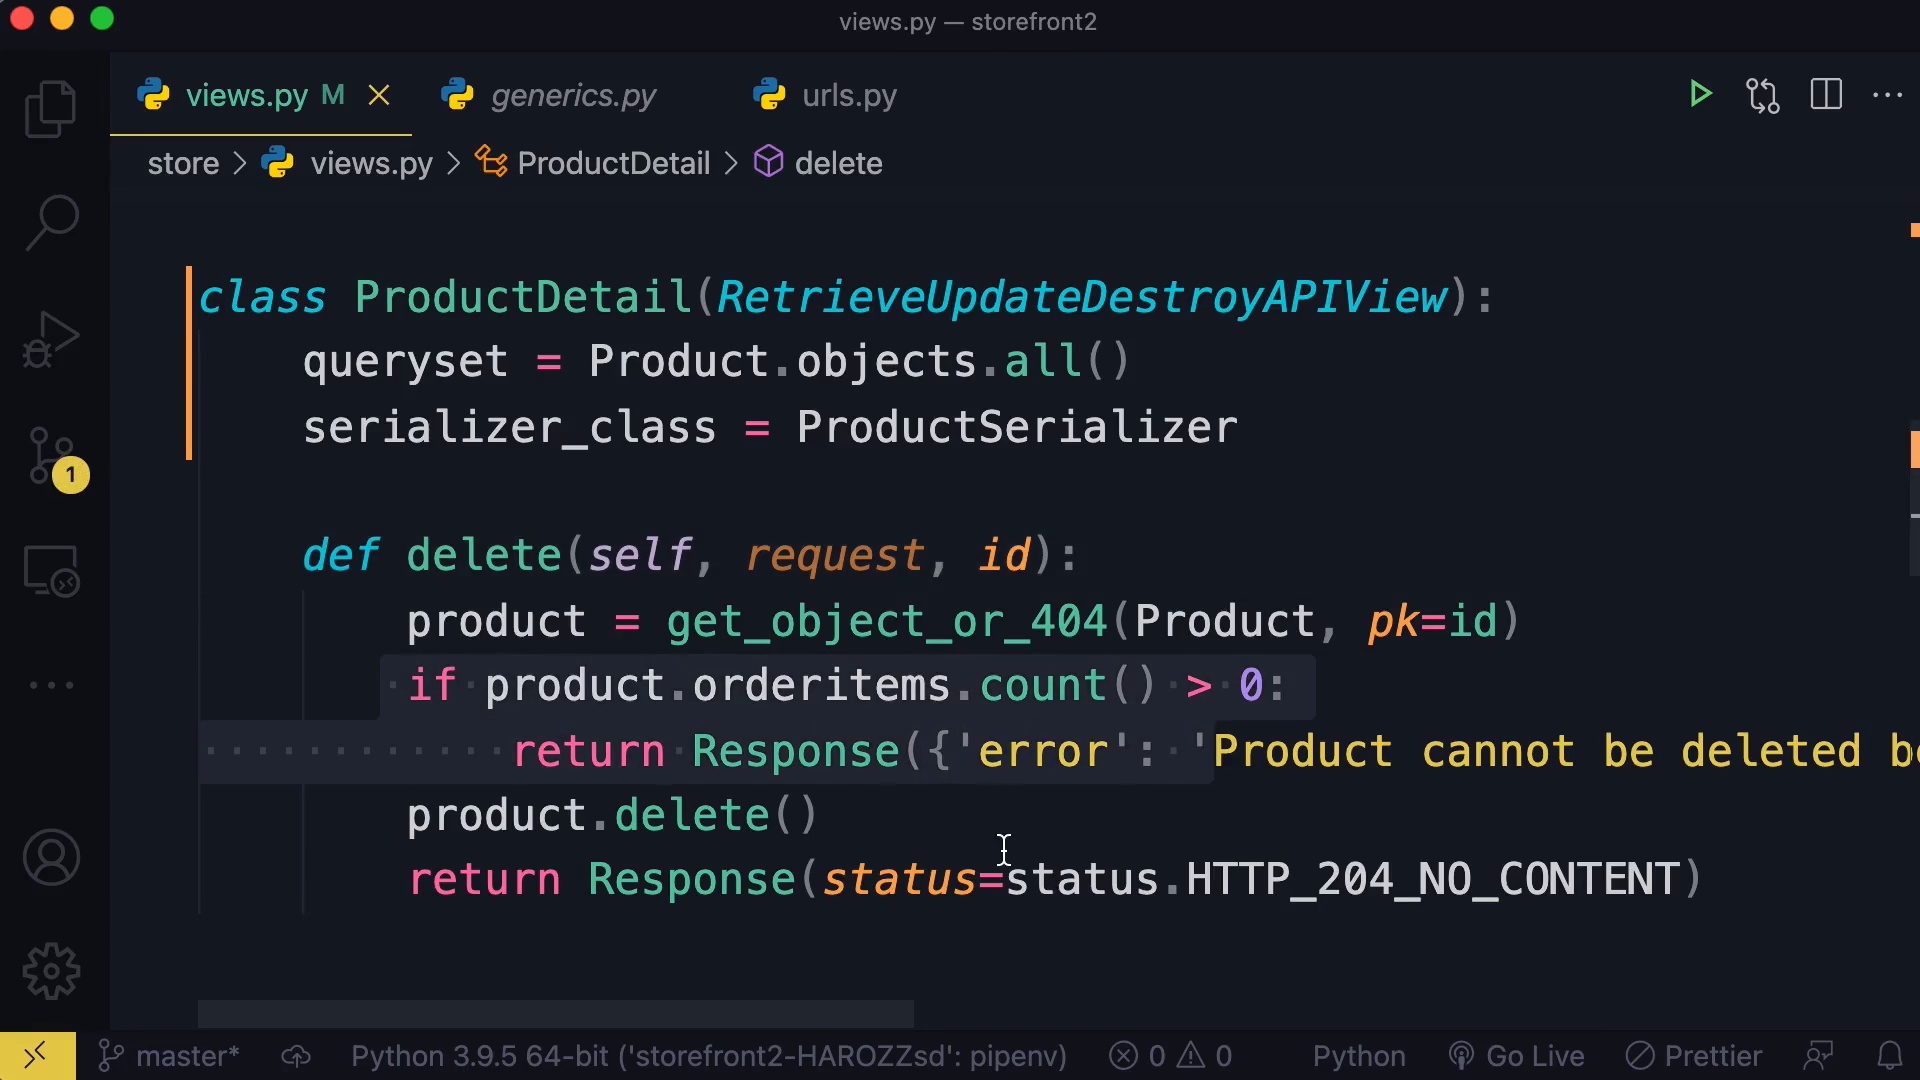 views.py — storefront2
views.py M
generics.py
urls.py
store > views.py > ProductDetail > delete
class ProductDetail(RetrieveUpdateDestroyAPIView):
queryset = Product.objects.all()
serializer_class = ProductSerializer
def delete(self, request, id):
product = get_object_or_404(Product, pk=id)
if product.orderitems.count() > 0:
return Response({'error': 'Product cannot be deleted
product.delete()
return Response(status=status.HTTP_204_NO_CONTENT)
1
master* Python 3.9.5 64-bit ('storefront2-HAROZZsd': pipenv) 0 0 Python Go Live Prettier